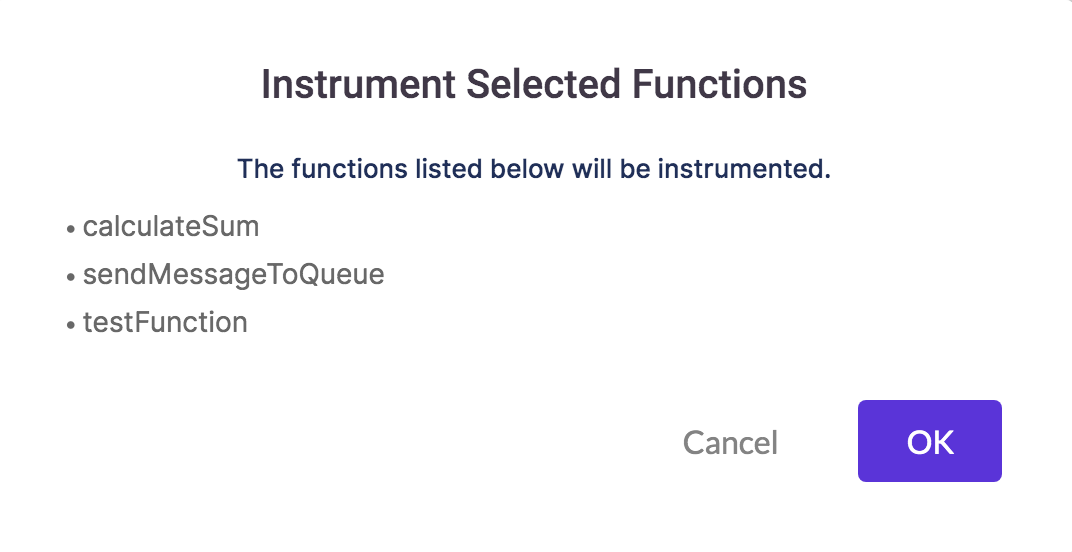 Instrument Selected Functions
The functions listed below will be instrumented.
• calculateSum
• sendMessageToQueue
• testFunction
Cancel
OK